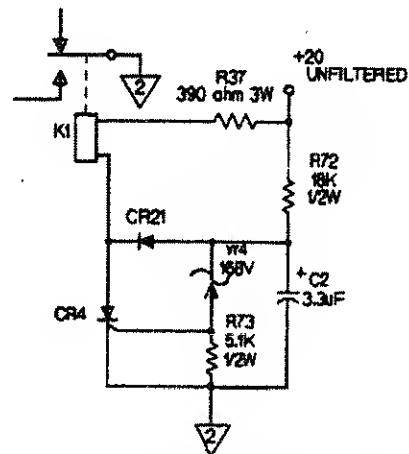 +20
UNFILTERED
2
R37
390 ohm 3W
K1
R72
18K
1/2W
CR21
VR4
168V
C2
+
3.3uF
CR4
R73
5.1K
1/2W
2